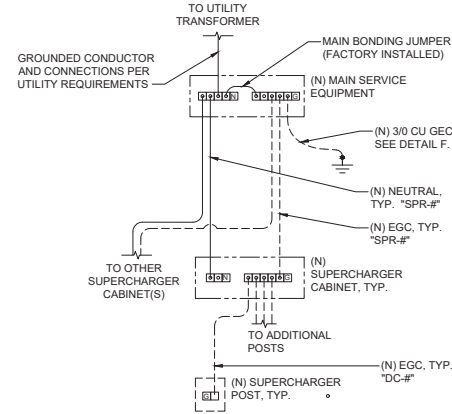 TO UTILITY
TRANSFORMER
MAIN BONDING JUMPER
(FACTORY INSTALLED)
GROUNDED CONDUCTOR
AND CONNECTIONS PER
UTILITY REQUIREMENTS
(N) MAIN SERVICE
EQUIPMENT
N
G
(N) 3/0 CU GEC
SEE DETAIL F.
(N) NEUTRAL,
TYP. "SPR-#"
(N) EGC, TYP.
"SPR-#"
TO OTHER
SUPERCHARGER
CABINET(S)
(N)
SUPERCHARGER
CABINET, TYP.
N
G
TO ADDITIONAL
POSTS
(N) EGC, TYP.
"DC-#"
(N) SUPERCHARGER
POST, TYP.
G